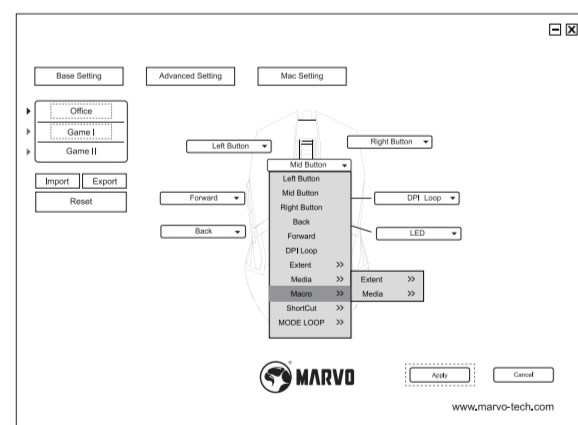 Base Setting
Advanced Setting
Mac Setting
Office
Game I
Game II
Import
Export
Reset
Left Button
Right Button
Mid Button
Forward
Back
DPI Loop
LED
Left Button
Mid Button
Right Button
Back
Forward
DPI Loop
Extent >>
Media >>
Macro >>
ShortCut >>
MODE LOOP >>
Extent >>
Media >>
MARVO
Apply
Cancel
www.marvo-tech.com